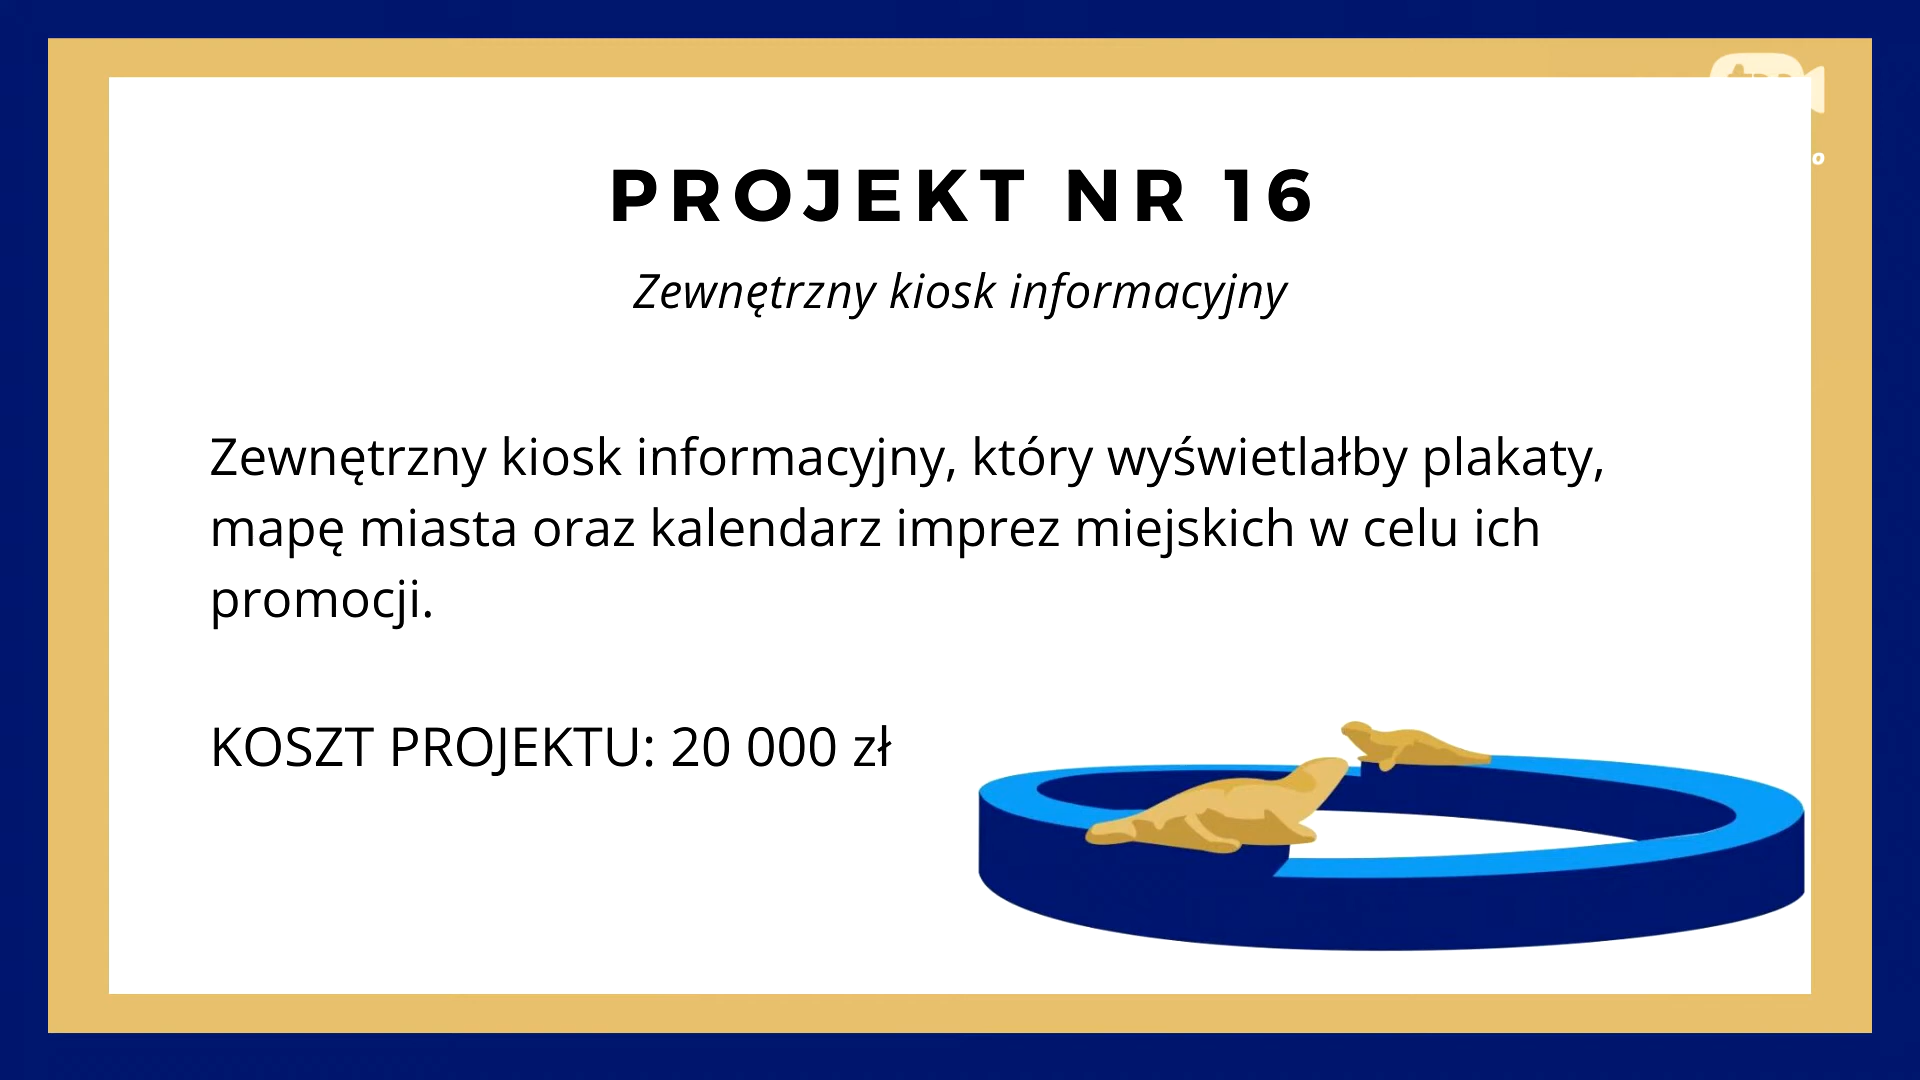 PROJEKT NR 16
Zewnętrzny kiosk informacyjny
Zewnętrzny kiosk informacyjny, który wyświetlałby plakaty,
mapę miasta oraz kalendarz imprez miejskich w celu ich
promocji.
KOSZT PROJEKTU: 20 000 zł